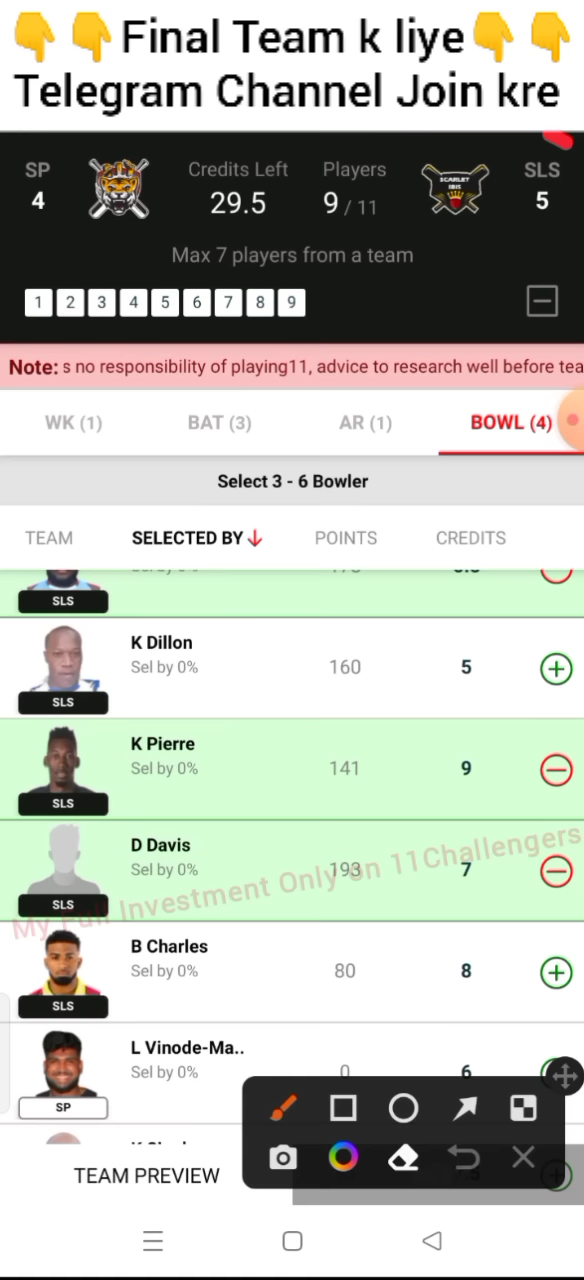 👇👇Final Team k liye👇👇
Telegram Channel Join kre
SP Credits Left Players SLS
4 29.5 9 / 11 5
SCARLET IBIS
Max 7 players from a team
1 2 3 4 5 6 7 8 9
Note: s no responsibility of playing11, advice to research well before tea
WK (1) BAT (3) AR (1) BOWL (4)
Select 3 - 6 Bowler
TEAM SELECTED BY POINTS CREDITS
SLS
K Dillon
Sel by 0% 160 5
SLS
K Pierre
Sel by 0% 141 9
SLS
D Davis
Sel by 0% 193 7
SLS
My Full Investment Only on 11Challengers
B Charles
Sel by 0% 80 8
SLS
L Vinode-Ma..
Sel by 0% 0 6
SP
TEAM PREVIEW